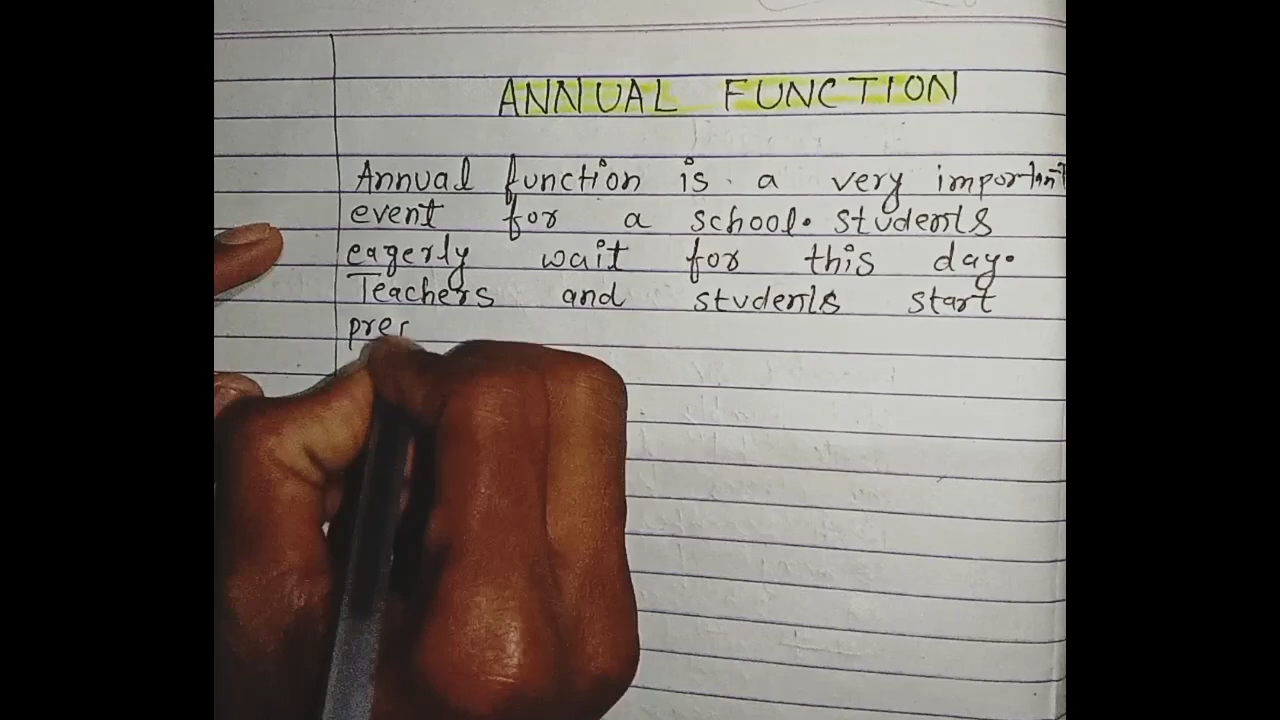 ANNUAL FUNCTION
Annual function is a very important
event for a school. students
eagerly wait for this day.
Teachers and students start